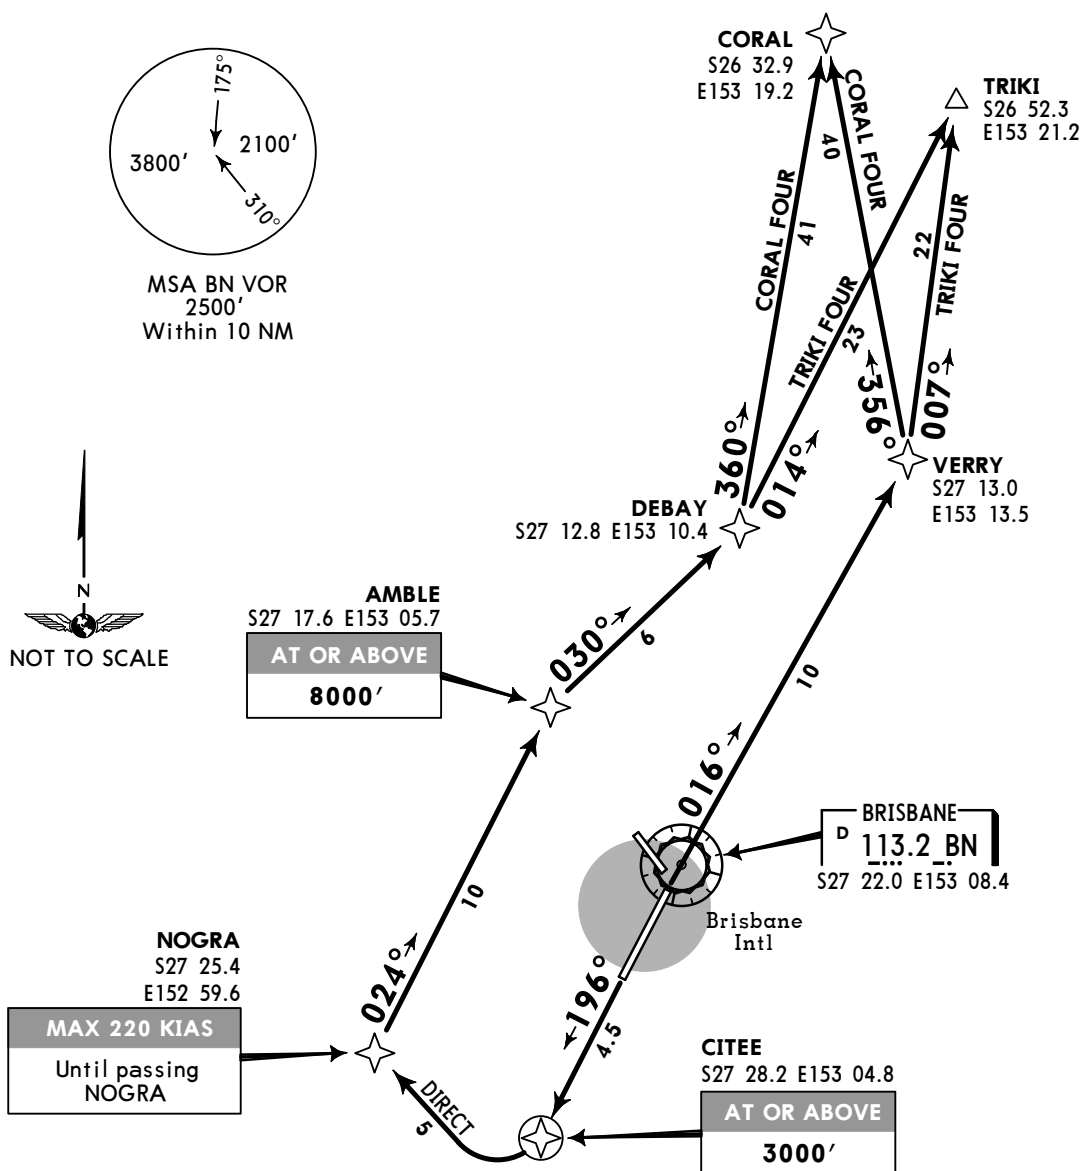 CORAL
S26 32.9
E153 19.2
TRIKI
S26 52.3
E153 21.2
175°
3800'
2100'
310°
MSA BN VOR
2500'
Within 10 NM
CORAL FOUR
40
CORAL FOUR
41
TRIKI FOUR
23
22
TRIKI FOUR
360°
014°
356°
007°
VERRY
S27 13.0
E153 13.5
DEBAY
S27 12.8 E153 10.4
N
NOT TO SCALE
AMBLE
S27 17.6 E153 05.7
AT OR ABOVE
8000'
030°
6
10
016°
BRISBANE
D 113.2 BN
S27 22.0 E153 08.4
Brisbane
Intl
10
024°
NOGRA
S27 25.4
E152 59.6
MAX 220 KIAS
Until passing
NOGRA
196°
4.5
DIRECT
5
CITEE
S27 28.2 E153 04.8
AT OR ABOVE
3000'